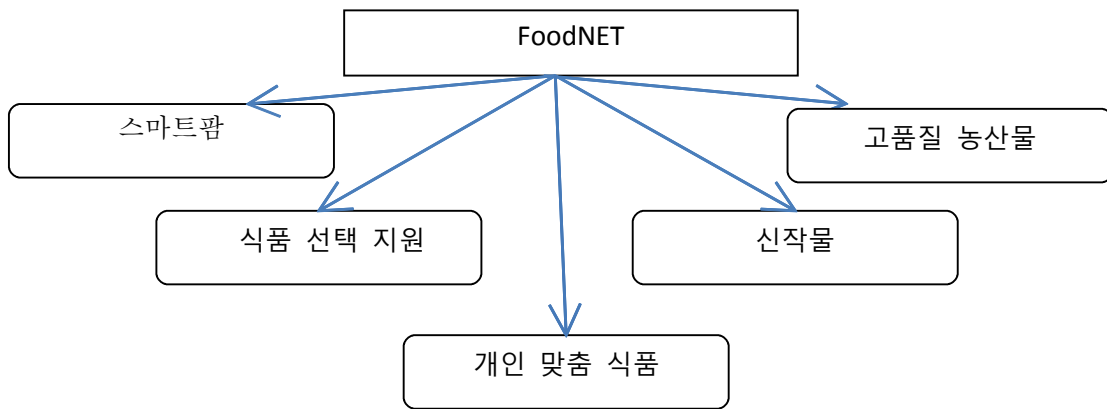 FoodNET
스마트팜
고품질 농산물
식품 선택 지원
신작물
개인 맞춤 식품